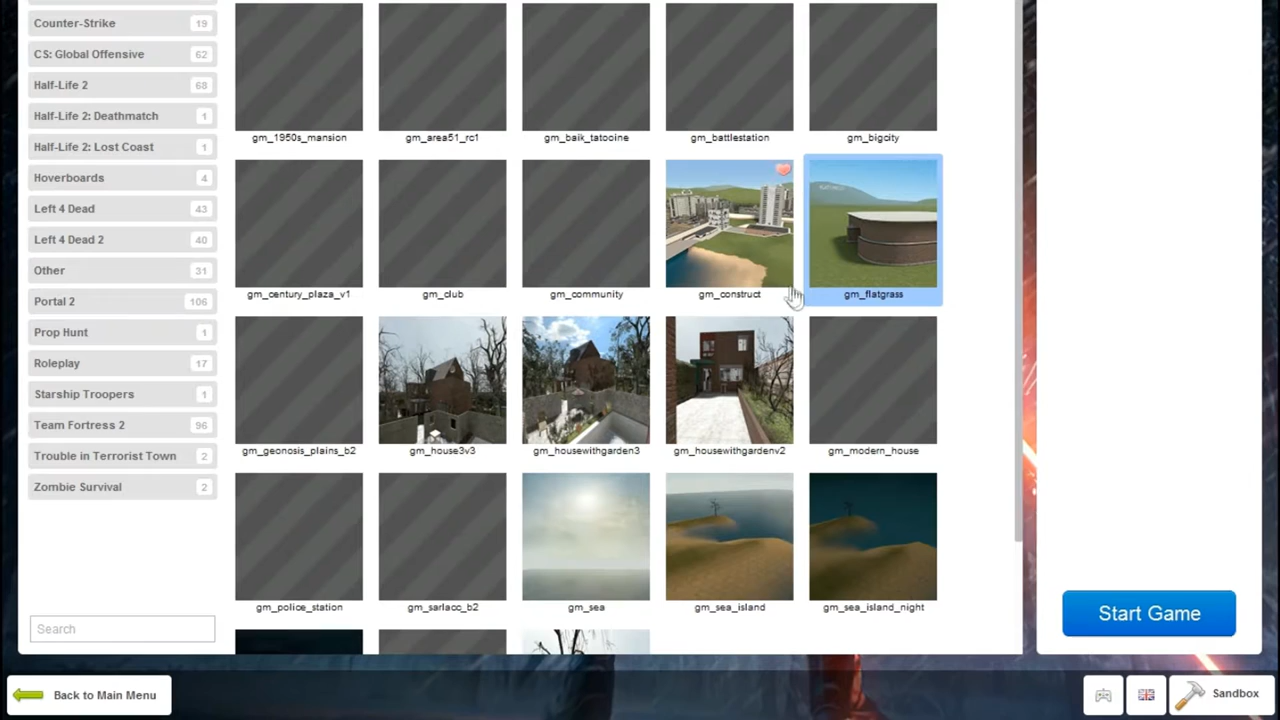 Counter-Strike 19
CS: Global Offensive 62
Half-Life 2 68
Half-Life 2: Deathmatch 1
Half-Life 2: Lost Coast 1
Hoverboards 4
Left 4 Dead 43
Left 4 Dead 2 40
Other 31
Portal 2 106
Prop Hunt 1
Roleplay 17
Starship Troopers 1
Team Fortress 2 96
Trouble in Terrorist Town 2
Zombie Survival 2
Search
gm_1950s_mansion gm_area51_rc1 gm_baik_tatooine gm_battlestation gm_bigcity
gm_century_plaza_v1 gm_club gm_community gm_construct gm_flatgrass
gm_geonosis_plains_b2 gm_house3v3 gm_housewithgarden3 gm_housewithgardenv2 gm_modern_house
gm_police_station gm_sarlacc_b2 gm_sea gm_sea_island gm_sea_island_night
Start Game
Back to Main Menu
Sandbox